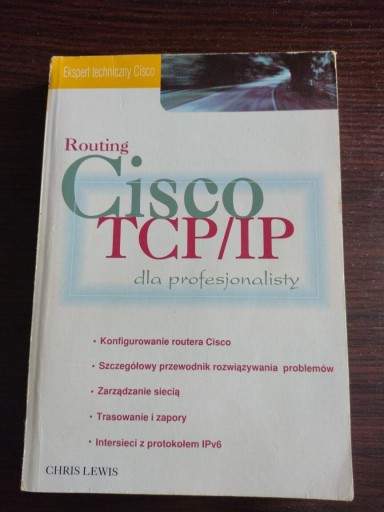 Ekspert techniczny Cisco
Routing
Cisco
TCP/IP
dla profesjonalisty
• Konfigurowanie routera Cisco
• Szczegółowy przewodnik rozwiązywania problemów
• Zarządzanie siecią
• Trasowanie i zapory
• Intersieci z protokołem IPv6
CHRIS LEWIS